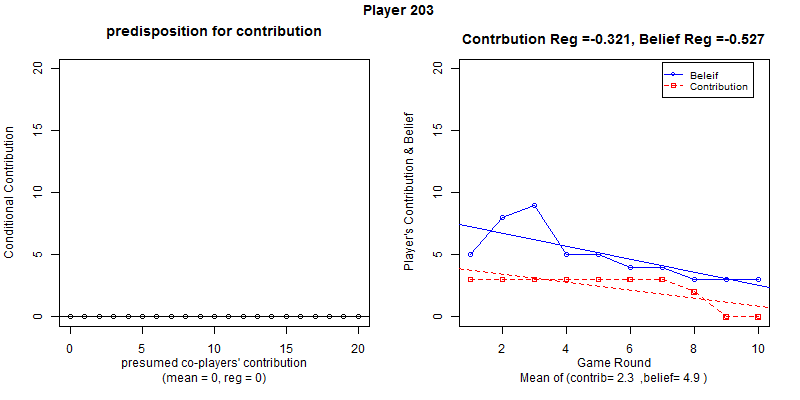 Player 203
predisposition for contribution
Conditional Contribution
20
15
10
5
0
0 5 10 15 20
presumed co-players' contribution
(mean = 0, reg = 0)
Contrbution Reg =-0.321, Belief Reg =-0.527
Player's Contribution & Belief
20
15
10
5
0
Beleif
Contribution
2 4 6 8 10
Game Round
Mean of (contrib= 2.3 ,belief= 4.9 )